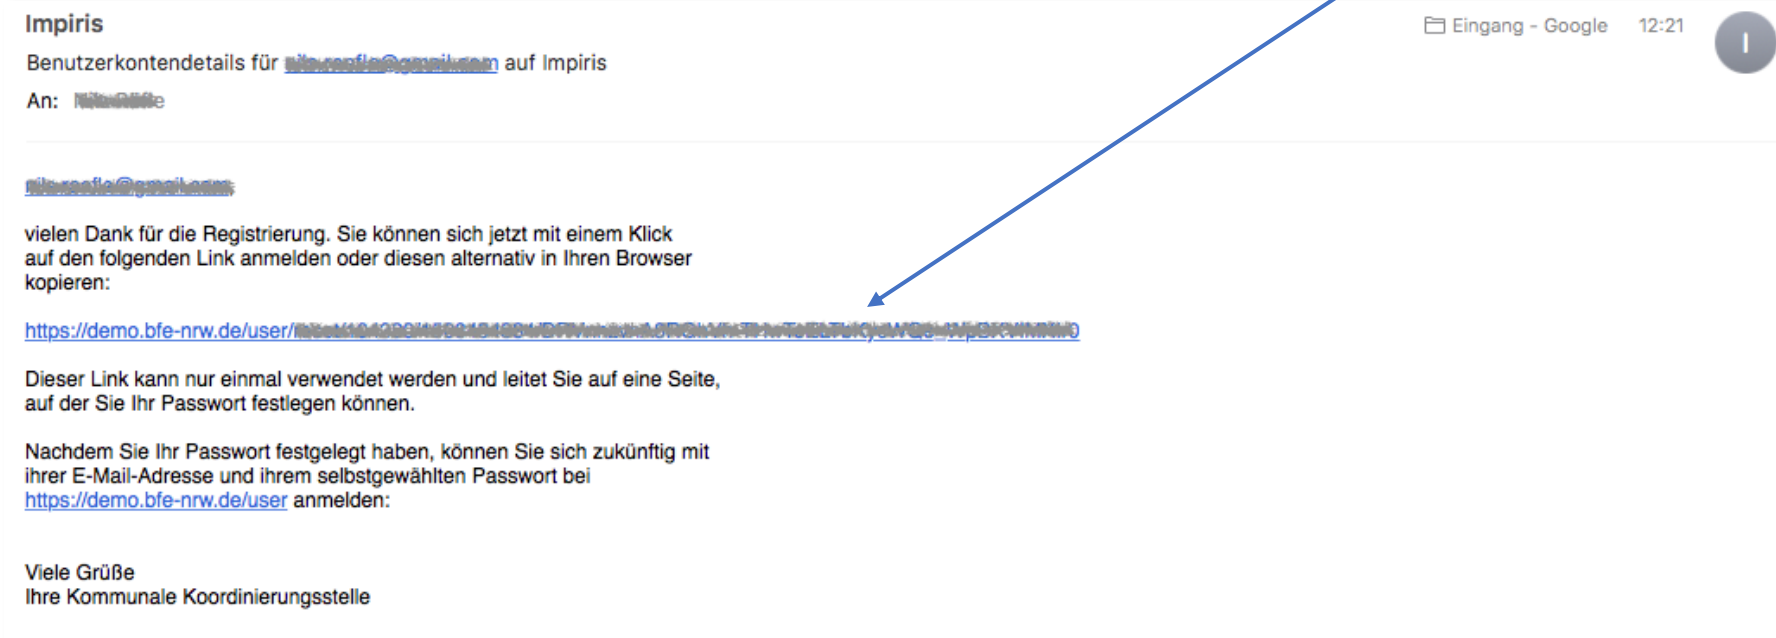 Impiris
Eingang - Google 12:21
I
Benutzerkontendetails für auf Impiris
An:
vielen Dank für die Registrierung. Sie können sich jetzt mit einem Klick
auf den folgenden Link anmelden oder diesen alternativ in Ihren Browser
kopieren:
https://demo.bfe-nrw.de/user/
Dieser Link kann nur einmal verwendet werden und leitet Sie auf eine Seite,
auf der Sie Ihr Passwort festlegen können.
Nachdem Sie Ihr Passwort festgelegt haben, können Sie sich zukünftig mit
ihrer E-Mail-Adresse und ihrem selbstgewählten Passwort bei
https://demo.bfe-nrw.de/user anmelden:
Viele Grüße
Ihre Kommunale Koordinierungsstelle